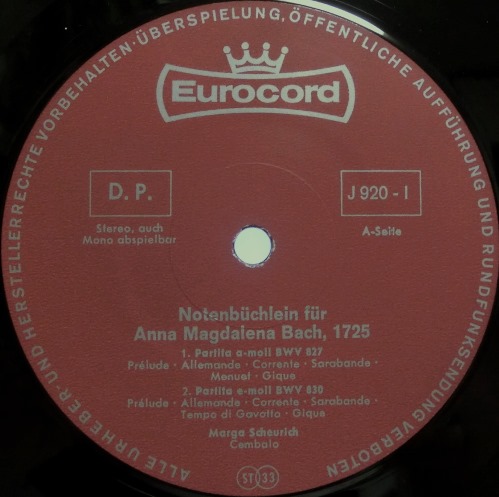 ALLE URHEBER- UND HERSTELLERRECHTE VORBEHALTEN · ÜBERSPIELUNG, ÖFFENTLICHE AUFFÜHRUNG UND RUNDFUNKSENDUNG VERBOTEN
Eurocord
D. P.
J 920 - I
Stereo, auch
Mono abspielbar
A-Seite
Notenbüchlein für
Anna Magdalena Bach, 1725
1. Partita a-moll BWV 827
Prélude · Allemande · Corrente · Sarabande ·
Menuet · Gique
2. Partita e-moll BWV 830
Prélude · Allemande · Corrente · Sarabande ·
Tempo di Gavotta · Gique
Marga Scheurich
Cembalo
ST 33